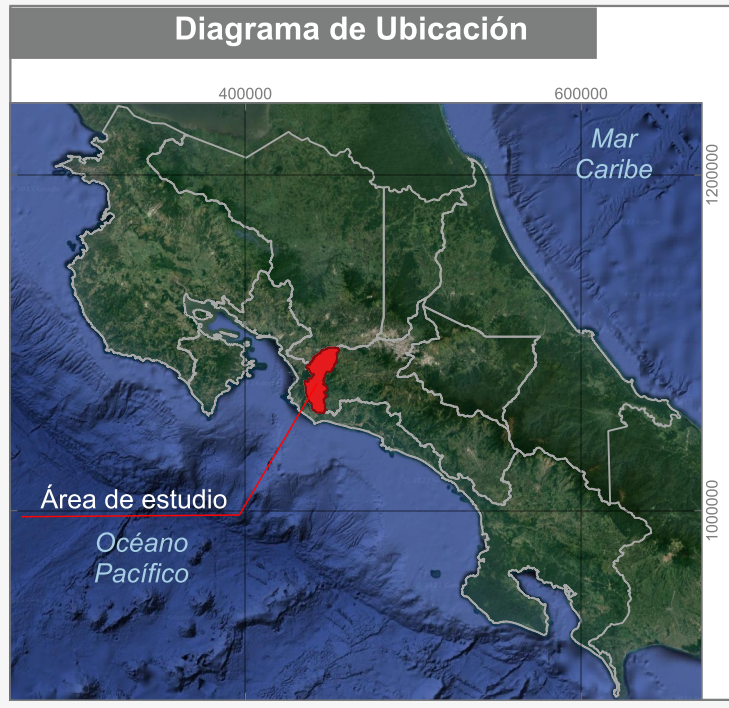 Diagrama de Ubicación
400000
600000
Mar
Caribe
1200000
Área de estudio
1000000
Océano
Pacífico